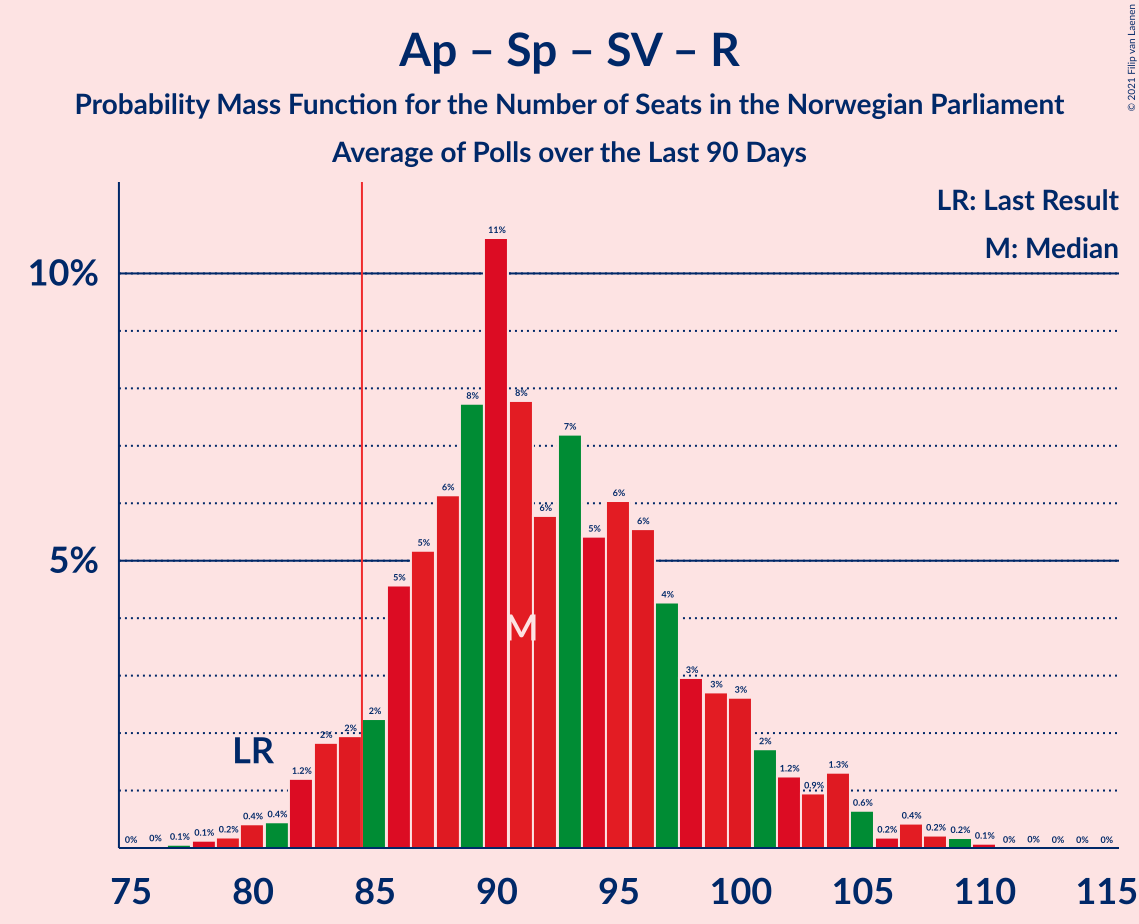 Ap – Sp – SV – R
Probability Mass Function for the Number of Seats in the Norwegian Parliament
Average of Polls over the Last 90 Days
© 2021 Filip van Laenen
LR: Last Result
M: Median
10%
5%
LR
M
0% 0% 0.1% 0.1% 0.2% 0.4% 0.4% 1.2% 2% 2% 2% 5% 5% 6% 8% 11% 8% 6% 7% 5% 6% 6% 4% 3% 3% 3% 2% 1.2% 0.9% 1.3% 0.6% 0.2% 0.4% 0.2% 0.2% 0.1% 0% 0% 0% 0% 0%
75 80 85 90 95 100 105 110 115